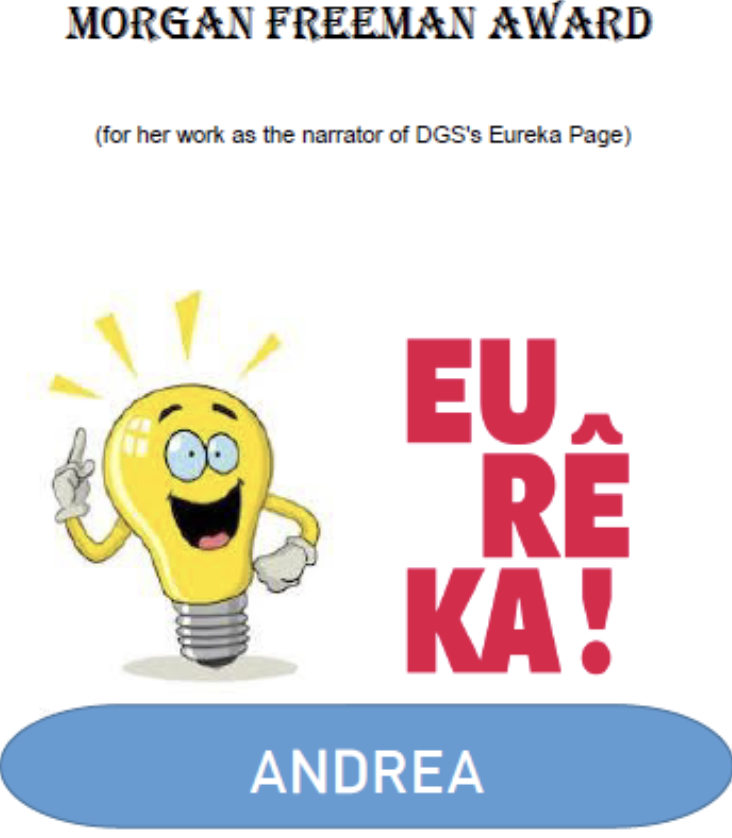 MORGAN FREEMAN AWARD
(for her work as the narrator of DGS's Eureka Page)
EU
RÊ
KA!
ANDREA